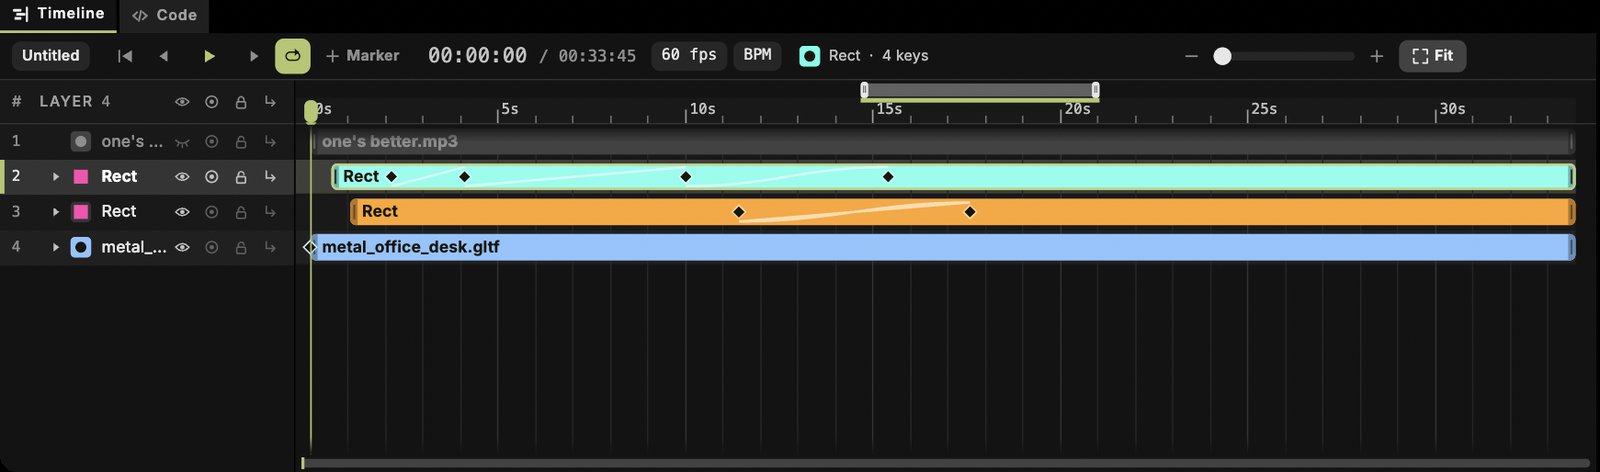 Timeline
</> Code
Untitled
+ Marker
00:00:00 / 00:33:45
60 fps
BPM
Rect · 4 keys
Fit
# LAYER 4
5s 10s 15s 20s 25s 30s
1 one's ...
one's better.mp3
2 Rect
Rect
3 Rect
Rect
4 metal_...
metal_office_desk.gltf